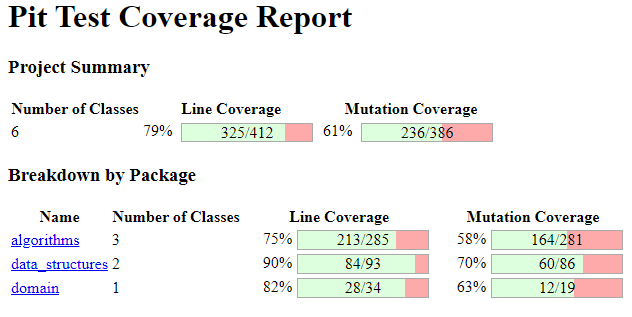 Pit Test Coverage Report
Project Summary
Number of Classes Line Coverage Mutation Coverage
6 79% 325/412 61% 236/386
Breakdown by Package
Name Number of Classes Line Coverage Mutation Coverage
algorithms 3 75% 213/285 58% 164/281
data_structures 2 90% 84/93 70% 60/86
domain 1 82% 28/34 63% 12/19